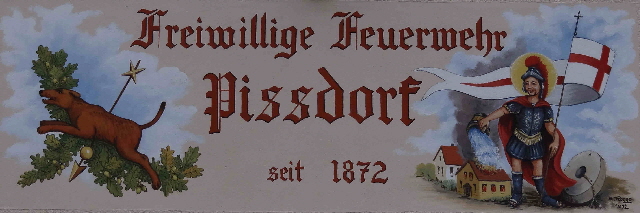 Freiwillige Feuerwehr
Pissdorf
seit 1872